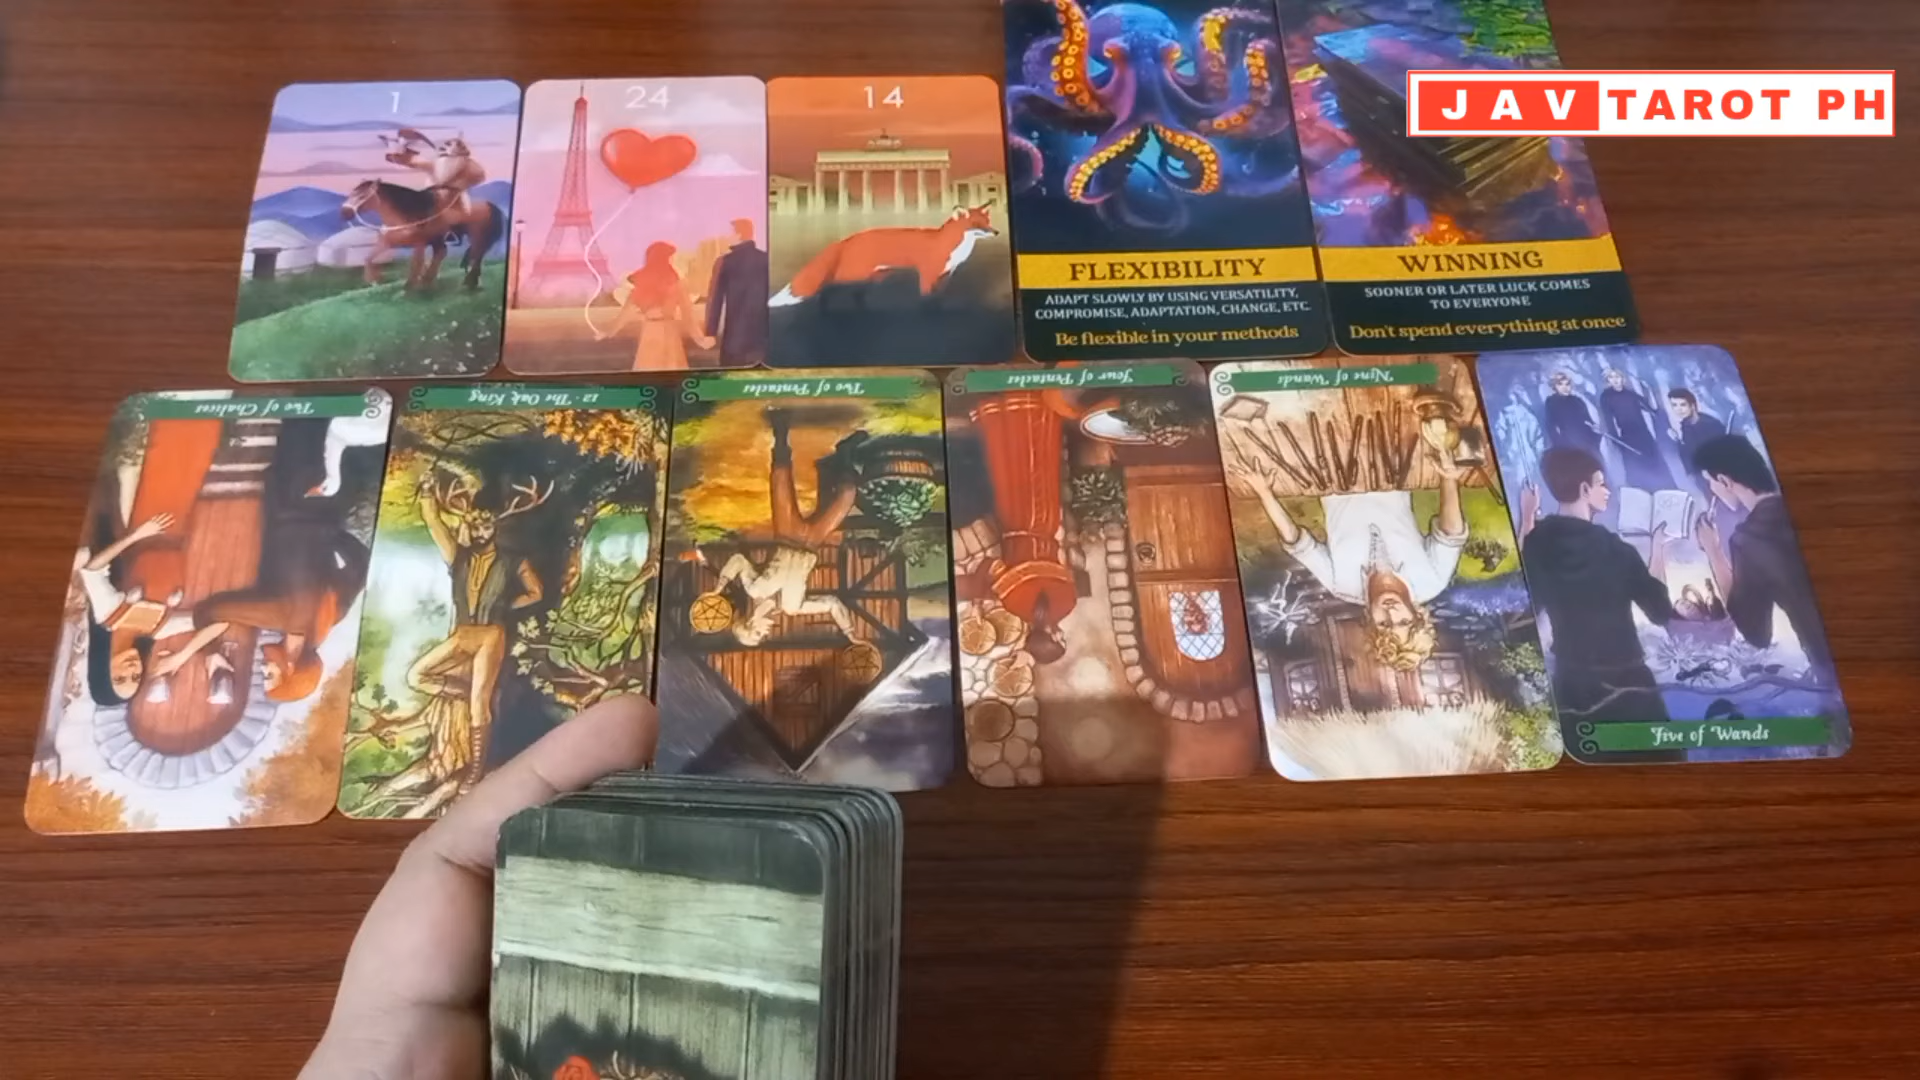 1
24
14
JAV TAROT PH
FLEXIBILITY
ADAPT SLOWLY BY USING VERSATILITY,
COMPROMISE, ADAPTATION, CHANGE, ETC.
Be flexible in your methods
WINNING
SOONER OR LATER LUCK COMES
TO EVERYONE
Don't spend everything at once
Two of Chalices
12 - The Oak King
Two of Pentacles
Four of Pentacles
Nine of Wands
Five of Wands